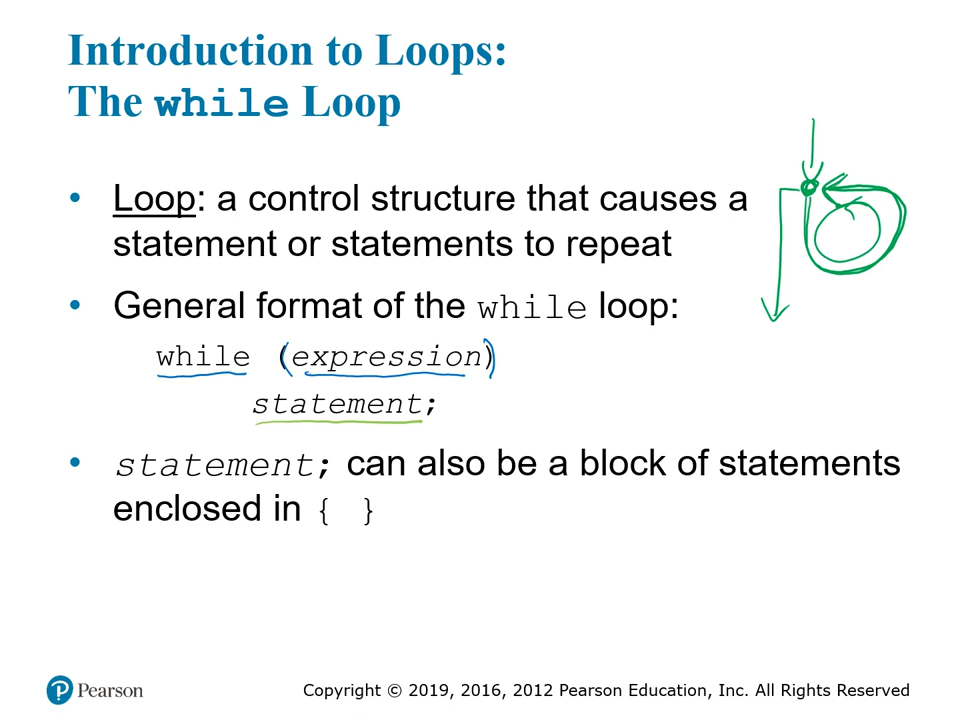 Introduction to Loops:
The while Loop
• Loop: a control structure that causes a
statement or statements to repeat
• General format of the while loop:
while (expression)
statement;
• statement; can also be a block of statements
enclosed in { }
Pearson
Copyright © 2019, 2016, 2012 Pearson Education, Inc. All Rights Reserved